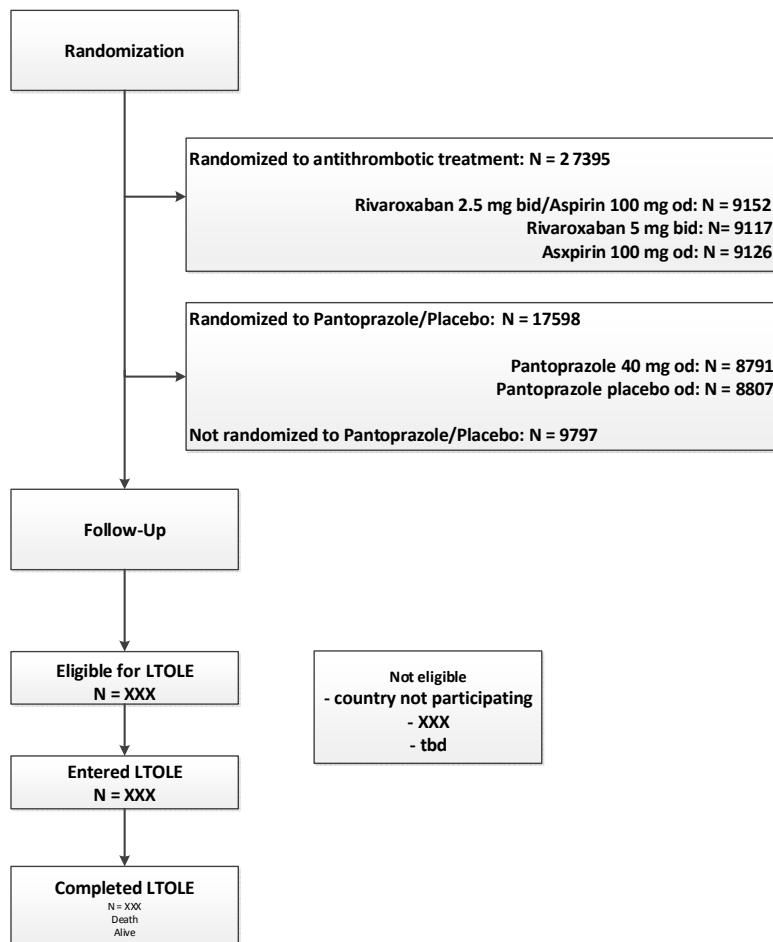 Randomization
Randomized to antithrombotic treatment: N = 27395
Rivaroxaban 2.5 mg bid/Aspirin 100 mg od: N = 9152
Rivaroxaban 5 mg bid: N= 9117
Asxpirin 100 mg od: N = 9126
Randomized to Pantoprazole/Placebo: N = 17598
Pantoprazole 40 mg od: N = 8791
Pantoprazole placebo od: N = 8807
Not randomized to Pantoprazole/Placebo: N = 9797
Follow-Up
Eligible for LTOLE
N = XXX
Not eligible
- country not participating
- XXX
- tbd
Entered LTOLE
N = XXX
Completed LTOLE
N = XXX
Death
Alive